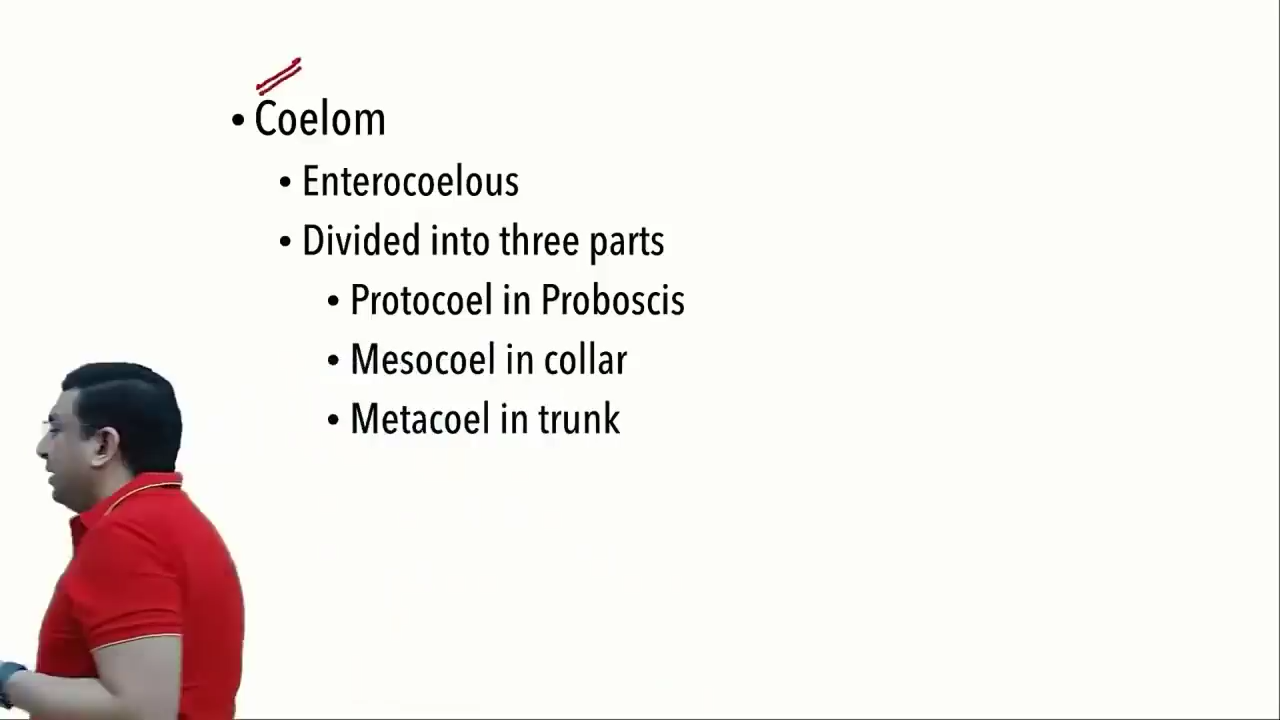 • Coelom
• Enterocoelous
• Divided into three parts
• Protocoel in Proboscis
• Mesocoel in collar
• Metacoel in trunk